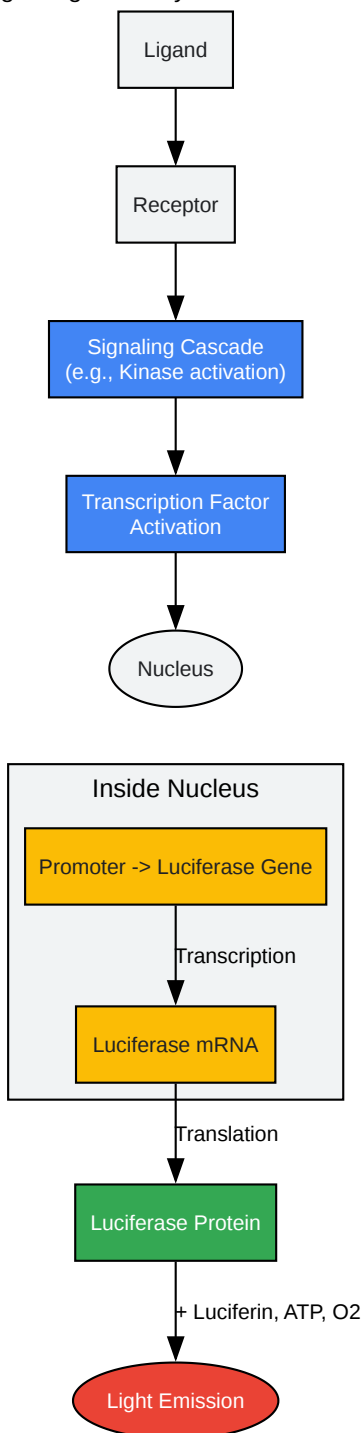 Ligand
Receptor
Signaling Cascade
(e.g., Kinase activation)
Transcription Factor
Activation
Nucleus
Inside Nucleus
Promoter -> Luciferase Gene
Transcription
Luciferase mRNA
Translation
Luciferase Protein
+ Luciferin, ATP, O2
Light Emission